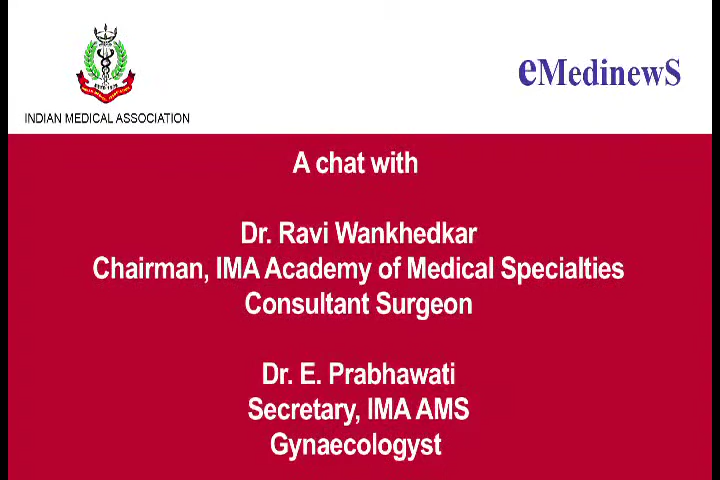 eMedinewS
INDIAN MEDICAL ASSOCIATION
A chat with
Dr. Ravi Wankhedkar
Chairman, IMA Academy of Medical Specialties
Consultant Surgeon
Dr. E. Prabhawati
Secretary, IMA AMS
Gynaecologyst